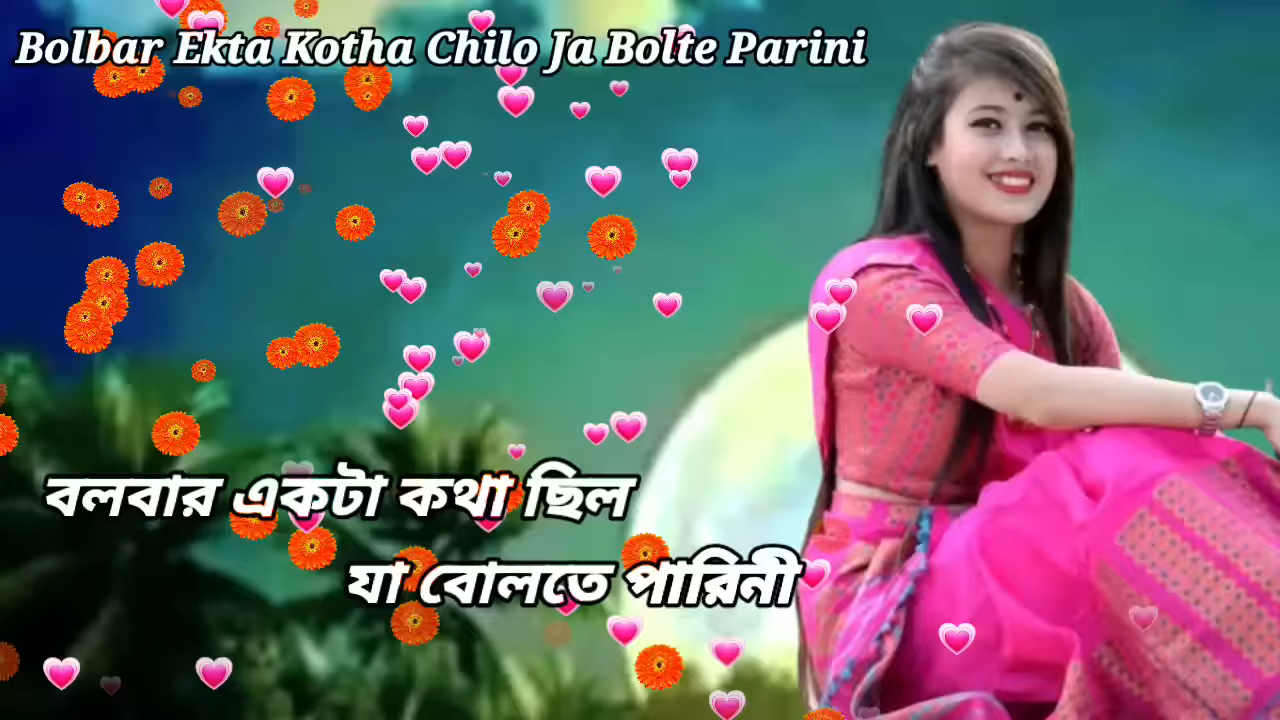 Bolbar Ekta Kotha Chilo Ja Bolte Parini
বলবার একটা কথা ছিল
যা বোলতে পারিনী